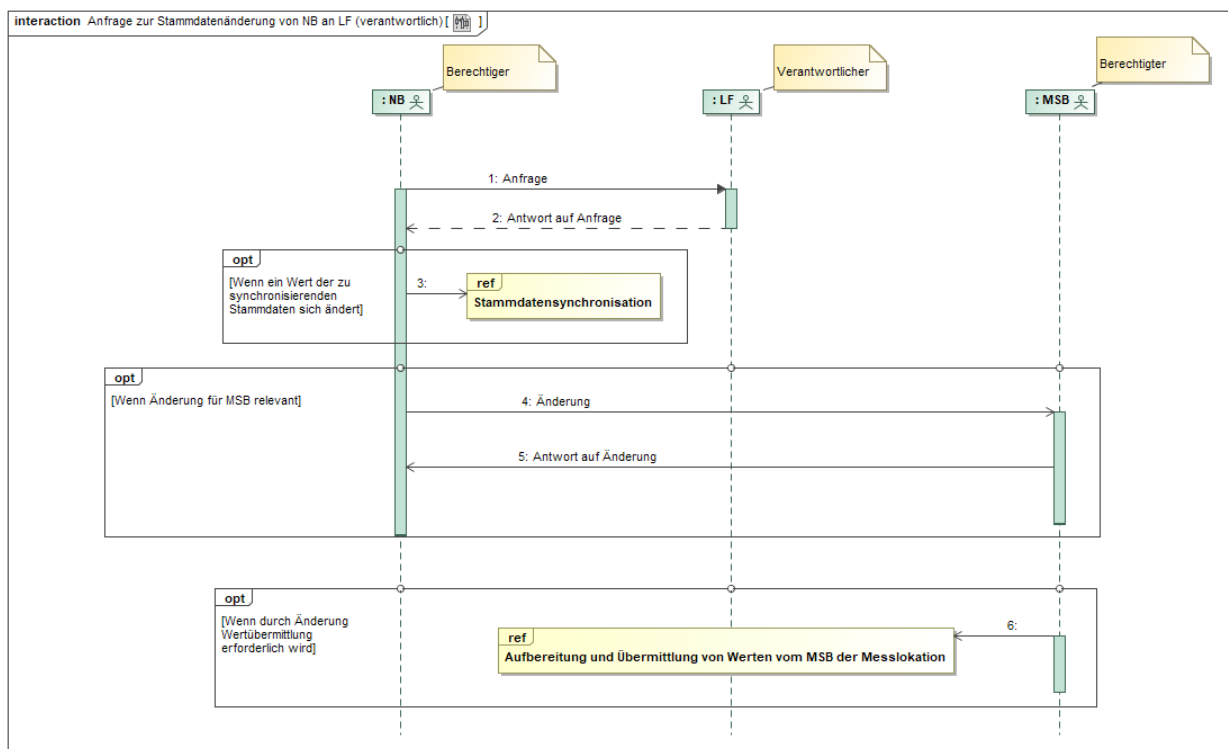 interaction Anfrage zur Stammdatenänderung von NB an LF (verantwortlich) [ ]
Berechtiger
Verantwortlicher
Berechtigter
: NB
: LF
: MSB
1: Anfrage
2: Antwort auf Anfrage
opt
[Wenn ein Wert der zu
synchronisierenden
Stammdaten sich ändert]
3:
ref
Stammdatensynchronisation
opt
[Wenn Änderung für MSB relevant]
4: Änderung
5: Antwort auf Änderung
opt
[Wenn durch Änderung
Wertübermittlung
erforderlich wird]
6:
ref
Aufbereitung und Übermittlung von Werten vom MSB der Messlokation